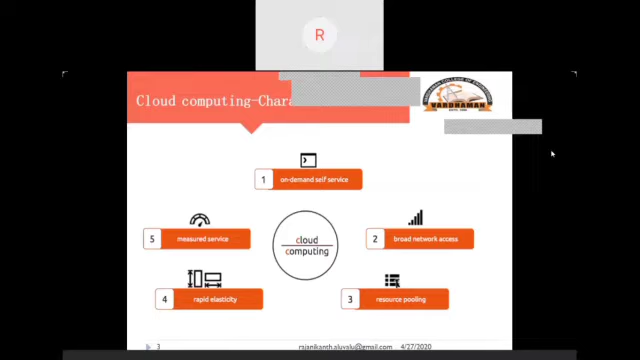 R
Cloud computing-Chara
VARDHAMAN
1 on-demand self service
5 measured service
cloud
computing
2 broad network access
4 rapid elasticity
3 resource pooling
3 rajanikanth.aluvalu@gmail.com 4/27/2020